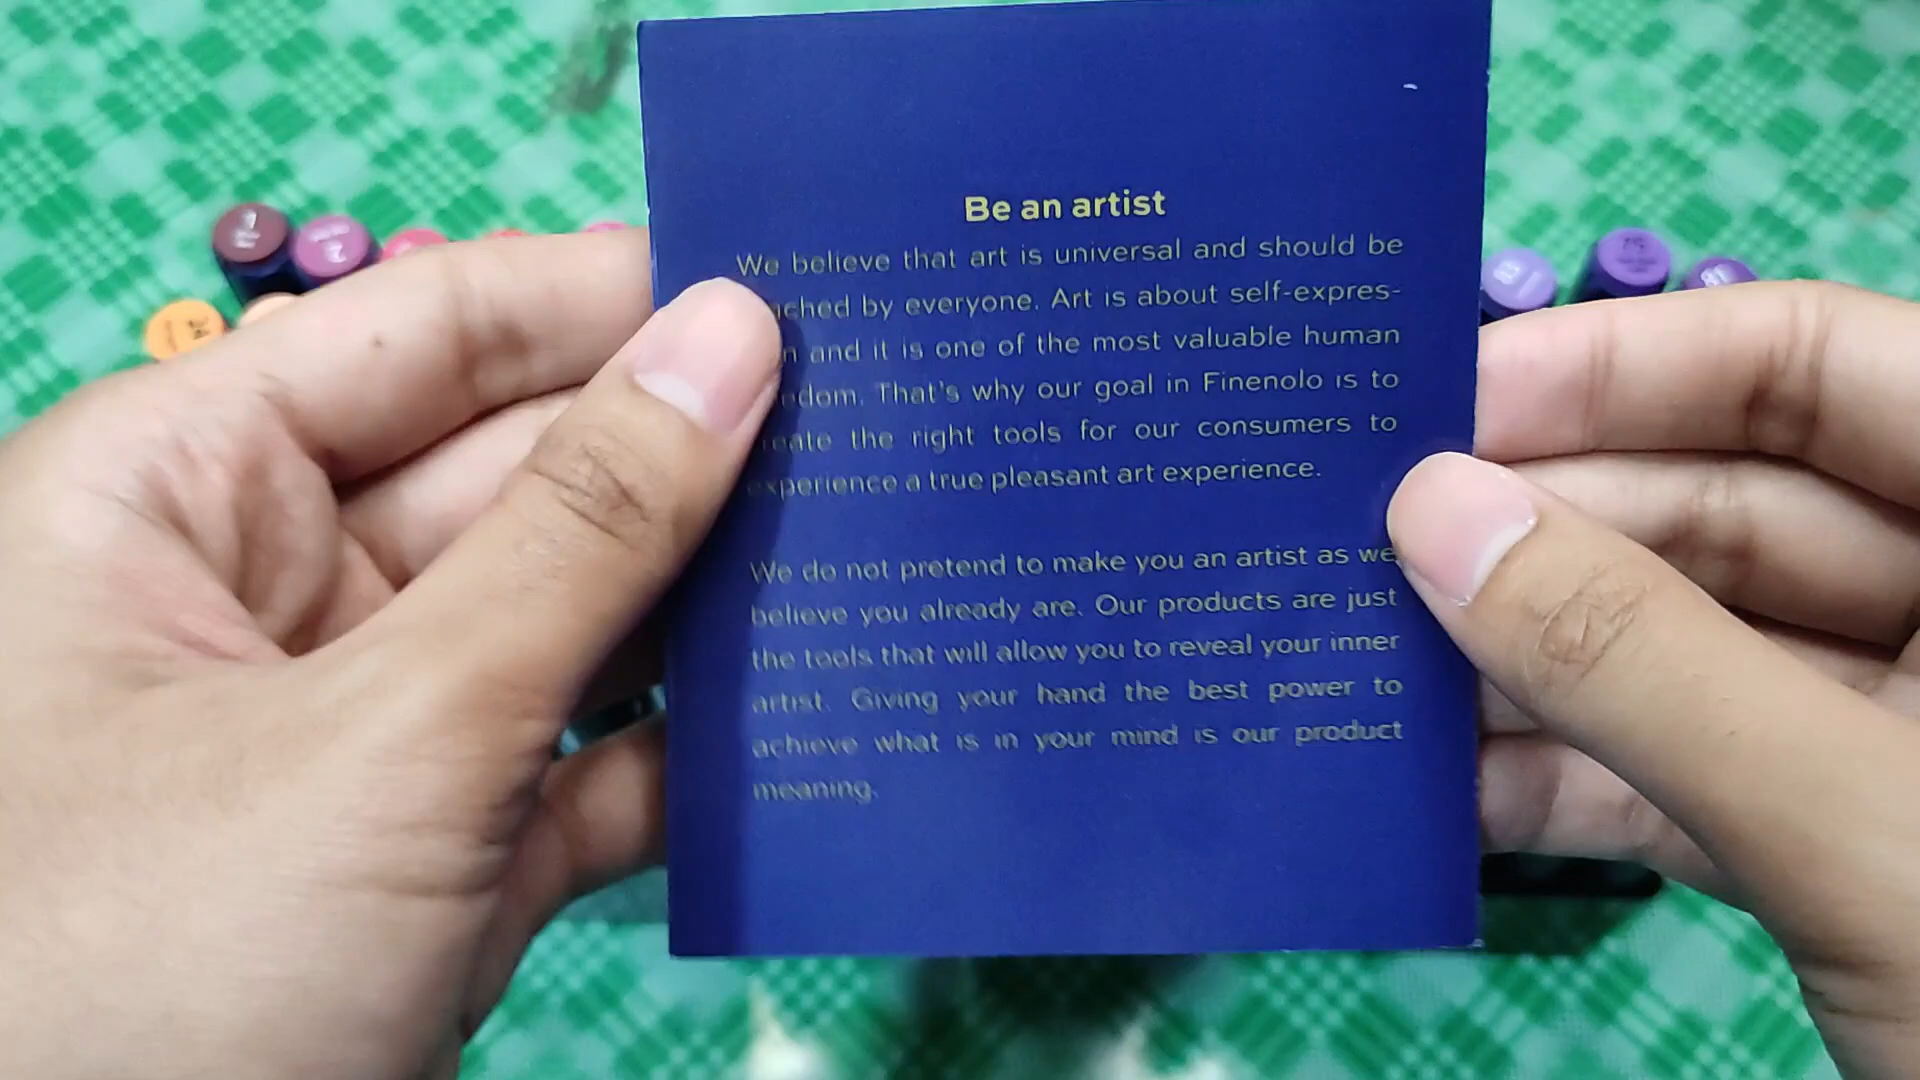 Be an artist
We believe that art is universal and should be
by everyone. Art is about self-expres-
and it is one of the most valuable human
That's why our goal in Finenolo is to
create the right tools for our consumers to
experience a true pleasant art experience.
We do not pretend to make you an artist as we
believe you already are. Our products are just
the tools that will allow you to reveal your inner
artist. Giving your hand the best power to
achieve what is in your mind is our product
meaning.